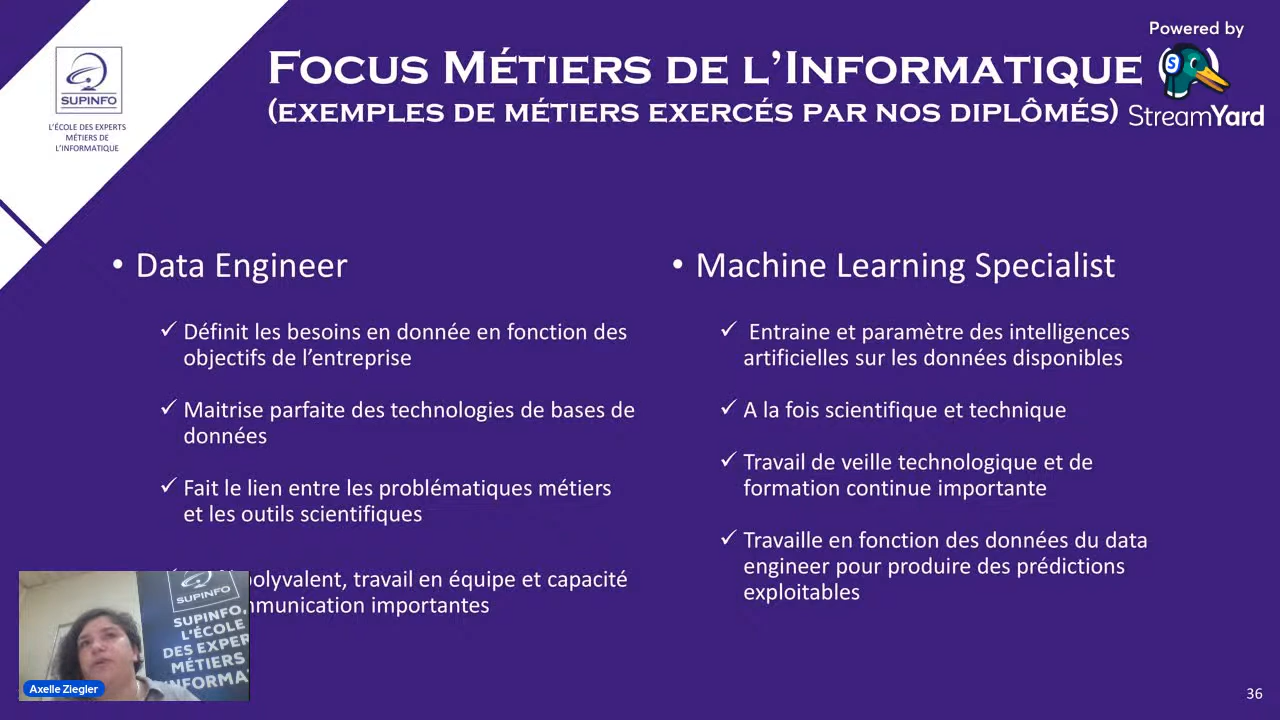 Powered by
StreamYard
SUPINFO
L'ÉCOLE DES EXPERTS
MÉTIERS DE
L'INFORMATIQUE
FOCUS MÉTIERS DE L'INFORMATIQUE
(EXEMPLES DE MÉTIERS EXERCÉS PAR NOS DIPLÔMÉS)
• Data Engineer
✓ Définit les besoins en donnée en fonction des
objectifs de l'entreprise
✓ Maitrise parfaite des technologies de bases de
données
✓ Fait le lien entre les problématiques métiers
et les outils scientifiques
polyvalent, travail en équipe et capacité
mmunication importantes
• Machine Learning Specialist
✓ Entraine et paramètre des intelligences
artificielles sur les données disponibles
✓ A la fois scientifique et technique
✓ Travail de veille technologique et de
formation continue importante
✓ Travaille en fonction des données du data
engineer pour produire des prédictions
exploitables
SUPINFO
SUPINFO,
L'ÉCOLE
DES EXPER
MÉTIERS
INFORMA
Axelle Ziegler
36